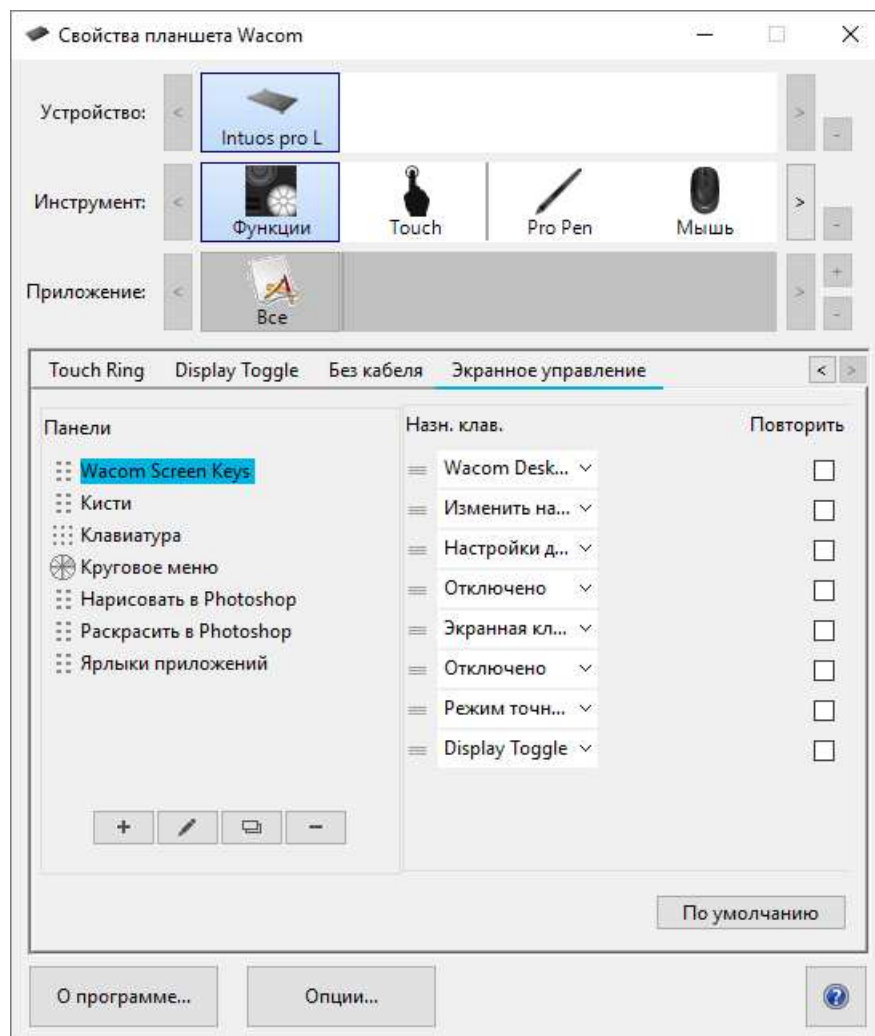 Свойства планшета Wacom
Устройство:
Intuos pro L
Инструмент:
Функции Touch Pro Pen Мышь
Приложение:
Все
Touch Ring Display Toggle Без кабеля Экранное управление
Панели
Wacom Screen Keys
Кисти
Клавиатура
Круговое меню
Нарисовать в Photoshop
Раскрасить в Photoshop
Ярлыки приложений
Назн. клав. Повторить
Wacom Desk...
Изменить на...
Настройки д...
Отключено
Экранная кл...
Отключено
Режим точн...
Display Toggle
По умолчанию
О программе... Опции...